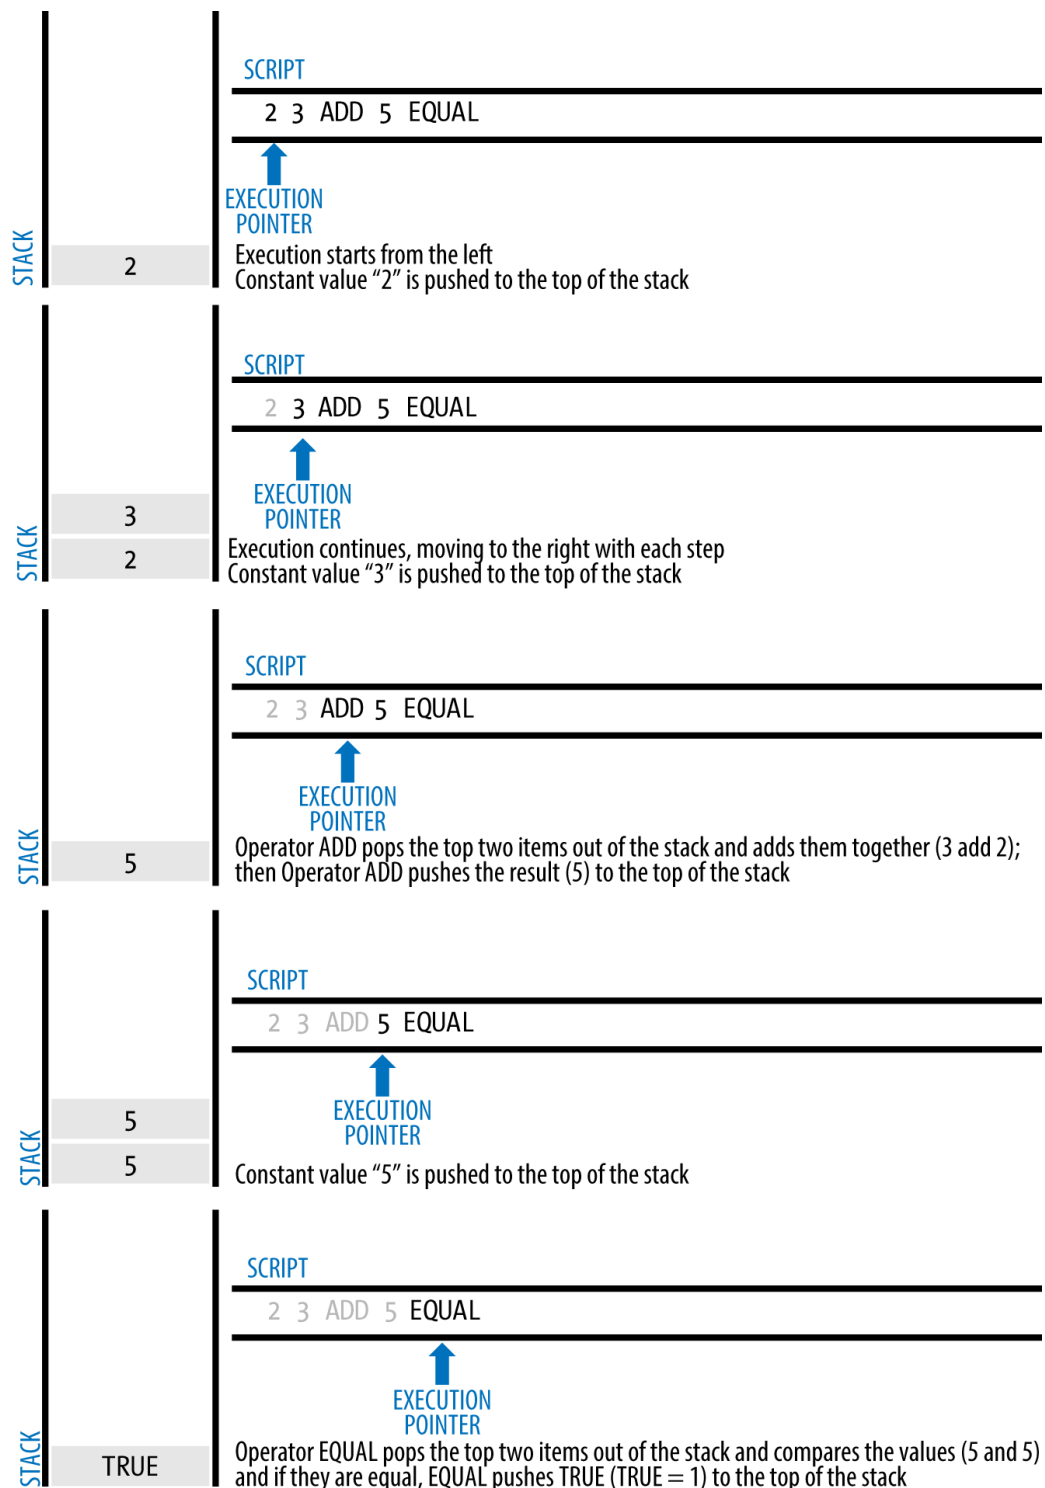 SCRIPT
2 3 ADD 5 EQUAL
EXECUTION
POINTER
STACK
2
Execution starts from the left
Constant value “2” is pushed to the top of the stack
SCRIPT
2 3 ADD 5 EQUAL
EXECUTION
POINTER
STACK
3
2
Execution continues, moving to the right with each step
Constant value “3” is pushed to the top of the stack
SCRIPT
2 3 ADD 5 EQUAL
EXECUTION
POINTER
STACK
5
Operator ADD pops the top two items out of the stack and adds them together (3 add 2);
then Operator ADD pushes the result (5) to the top of the stack
SCRIPT
2 3 ADD 5 EQUAL
EXECUTION
POINTER
STACK
5
5
Constant value “5” is pushed to the top of the stack
SCRIPT
2 3 ADD 5 EQUAL
EXECUTION
POINTER
STACK
TRUE
Operator EQUAL pops the top two items out of the stack and compares the values (5 and 5)
and if they are equal, EQUAL pushes TRUE (TRUE = 1) to the top of the stack